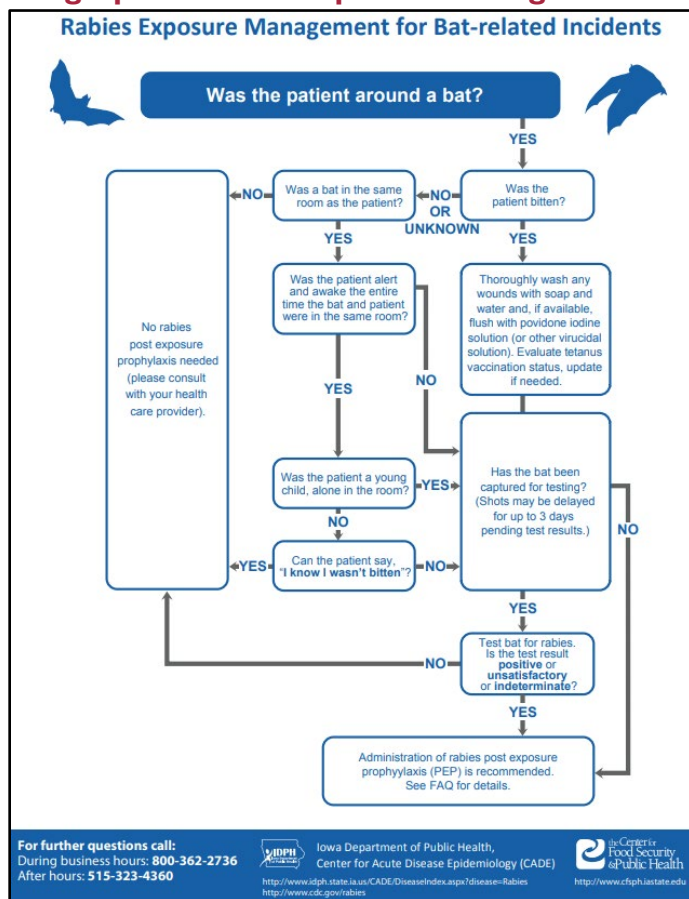 Rabies Exposure Management for Bat-related Incidents
Was the patient around a bat?
YES
Was the
patient bitten?
NO
OR
UNKNOWN
Was a bat in the same
room as the patient?
NO
YES
YES
Was the patient alert
and awake the entire
time the bat and patient
were in the same room?
Thoroughly wash any
wounds with soap and
water and, if available,
flush with povidone iodine
solution (or other virucidal
solution). Evaluate tetanus
vaccination status, update
if needed.
No rabies
post exposure
prophylaxis needed
(please consult
with your health
care provider).
YES
NO
Was the patient a young
child, alone in the room?
YES
Has the bat been
captured for testing?
(Shots may be delayed
for up to 3 days
pending test results.)
NO
NO
YES
Can the patient say,
"I know I wasn't bitten"?
NO
YES
Test bat for rabies.
Is the test result
positive or
unsatisfactory
or indeterminate?
NO
YES
Administration of rabies post exposure
prophyylaxis (PEP) is recommended.
See FAQ for details.
For further questions call:
During business hours: 800-362-2736
After hours: 515-323-4360
IDPH
Iowa Department of Public Health,
Center for Acute Disease Epidemiology (CADE)
http://www.idph.state.ia.us/CADE/DiseaseIndex.aspx?disease=Rabies
http://www.cdc.gov/rabies
the Center for
Food Security
& Public Health
http://www.cfsph.iastate.edu